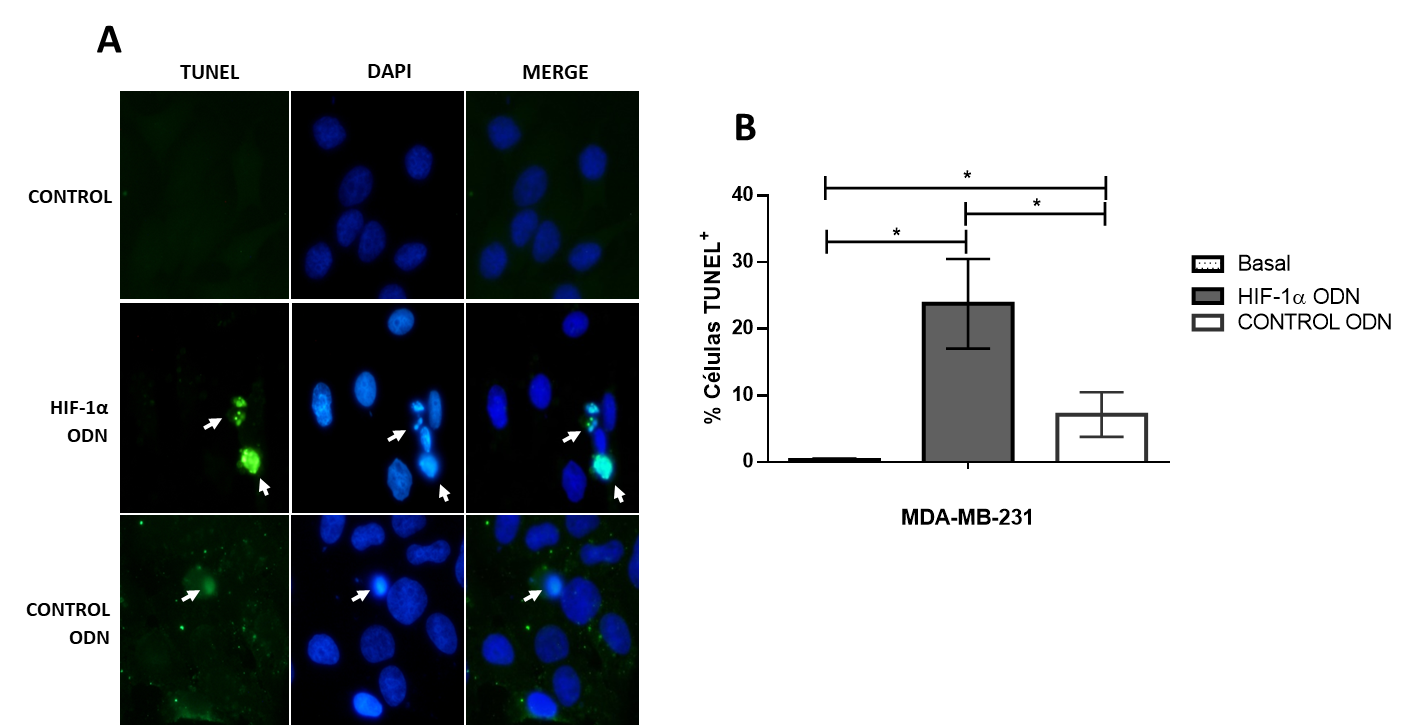 A
TUNEL DAPI MERGE
CONTROL
HIF-1α
ODN
CONTROL
ODN
B
% Células TUNEL+
40
30
20
10
0
*
*
*
MDA-MB-231
Basal
HIF-1α ODN
CONTROL ODN